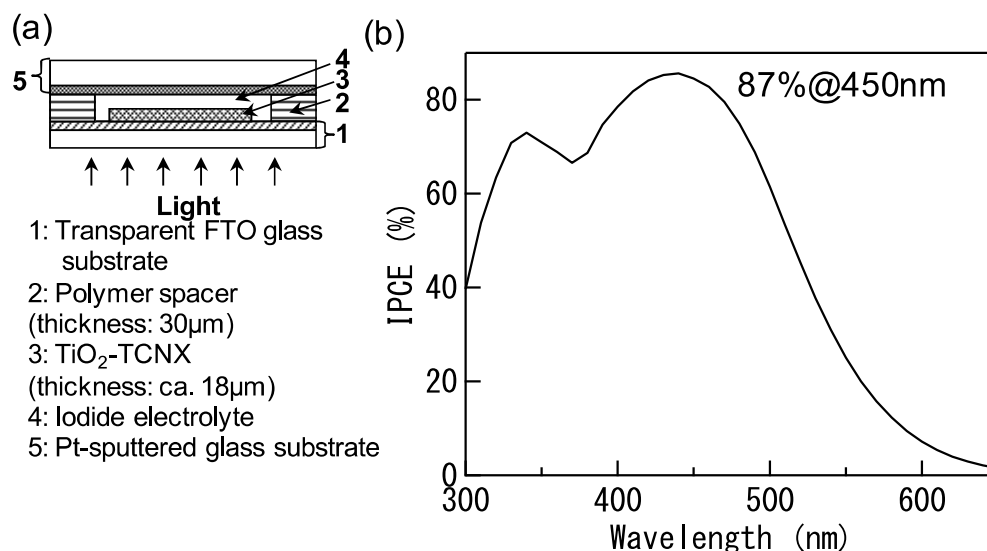 (a)
4
3
5
2
1
Light
1: Transparent FTO glass
substrate
2: Polymer spacer
(thickness: 30μm)
3: TiO₂-TCNX
(thickness: ca. 18μm)
4: Iodide electrolyte
5: Pt-sputtered glass substrate
(b)
87%@450nm
80
60
40
20
0
IPCE (%)
300 400 500 600
Wavelength (nm)